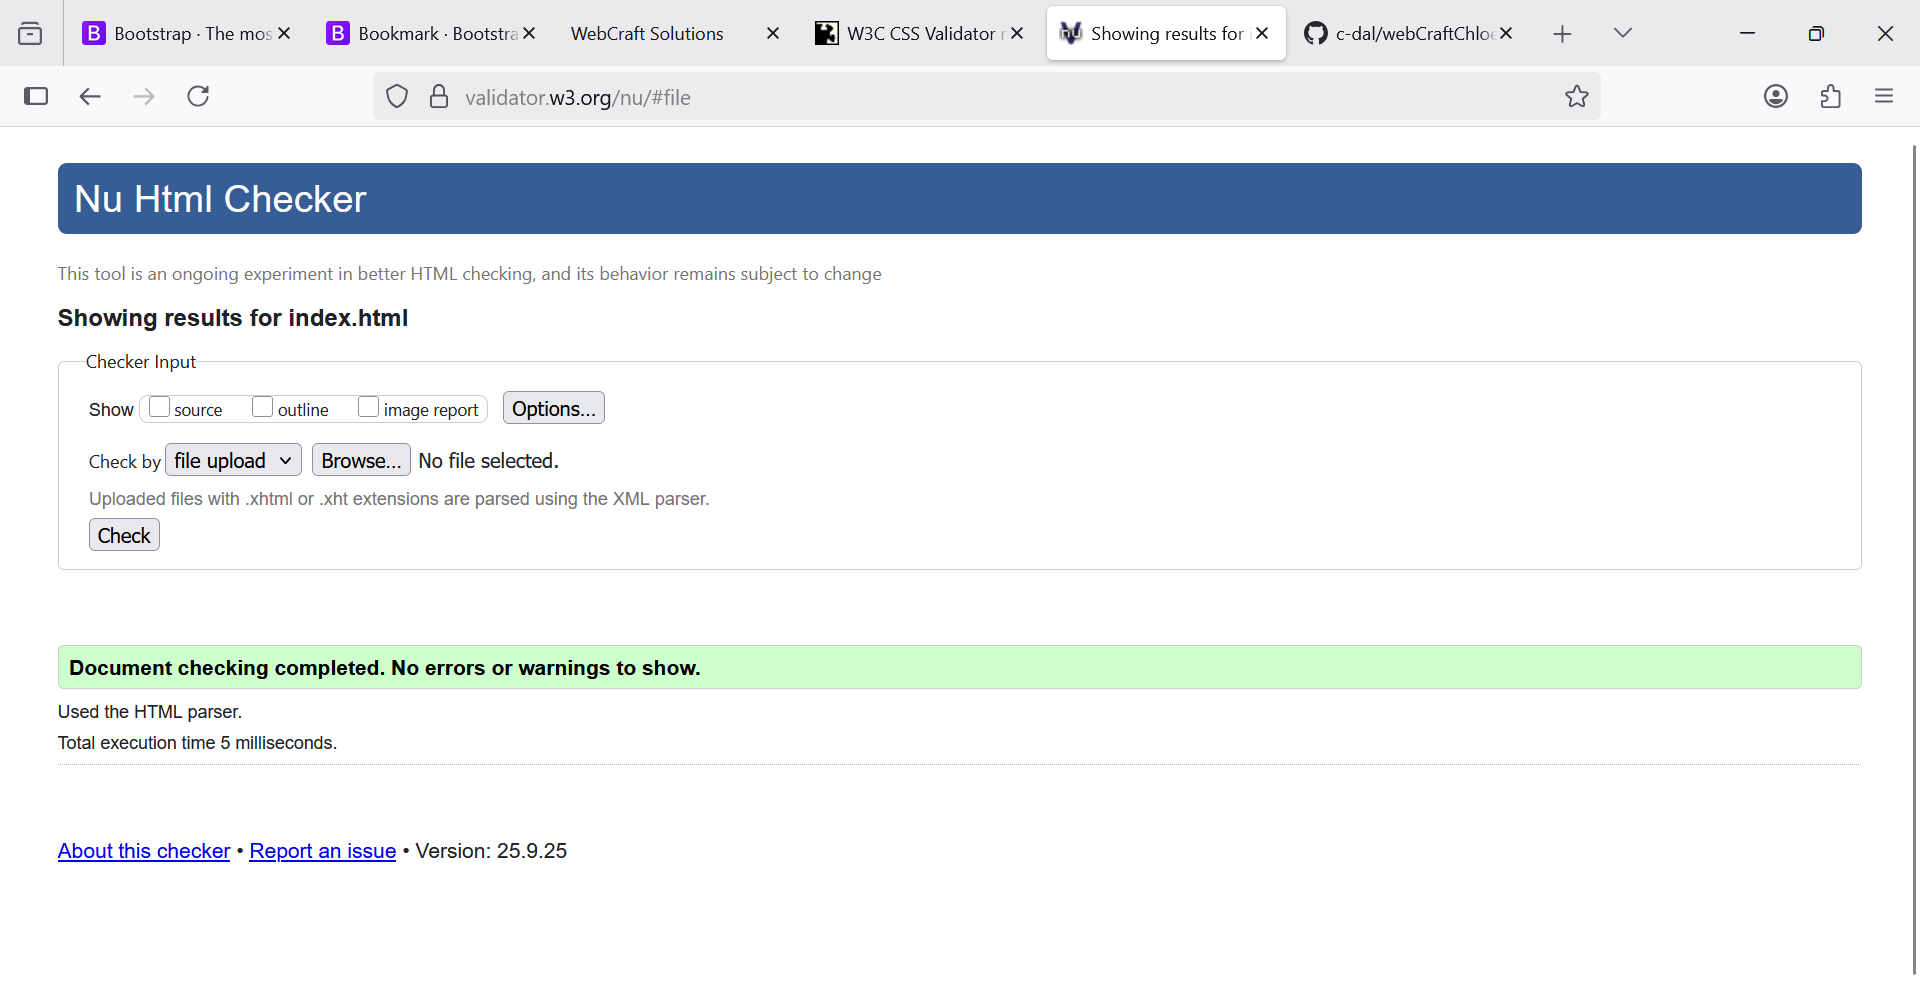 Bootstrap · The mos
Bookmark · Bootstra
WebCraft Solutions
W3C CSS Validator r
Showing results for i
c-dal/webCraftChloe
validator.w3.org/nu/#file
Nu Html Checker
This tool is an ongoing experiment in better HTML checking, and its behavior remains subject to change
Showing results for index.html
Checker Input
Show source outline image report Options...
Check by file upload Browse... No file selected.
Uploaded files with .xhtml or .xht extensions are parsed using the XML parser.
Check
Document checking completed. No errors or warnings to show.
Used the HTML parser.
Total execution time 5 milliseconds.
About this checker • Report an issue • Version: 25.9.25